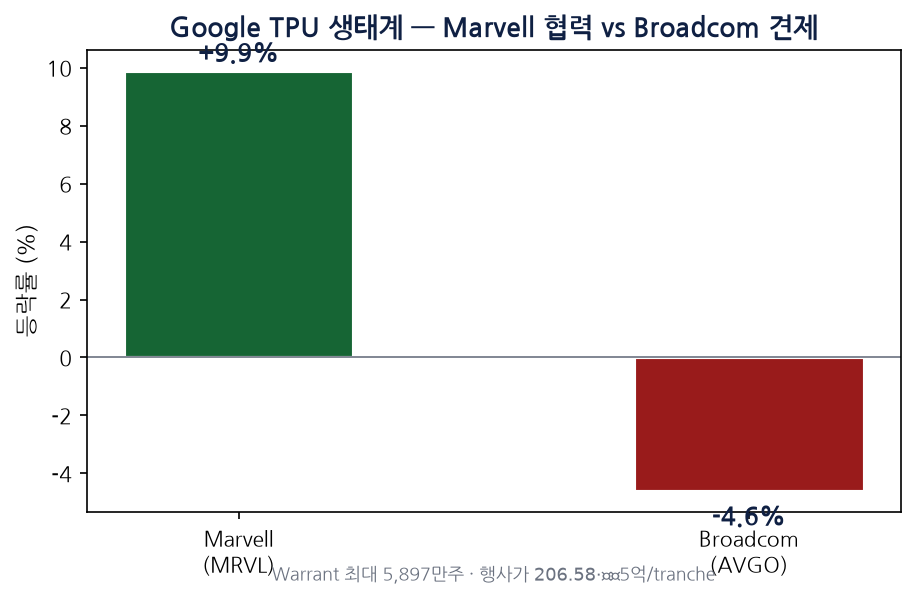 Google TPU 생태계 — Marvell 협력 vs Broadcom 견제
+9.9%
10
8
6
4
2
0
-2
-4
등락률 (%)
-4.6%
Marvell
(MRVL)
Broadcom
(AVGO)
Warrant 최대 5,897만주 · 행사가 206.58·¤¤5억/tranche